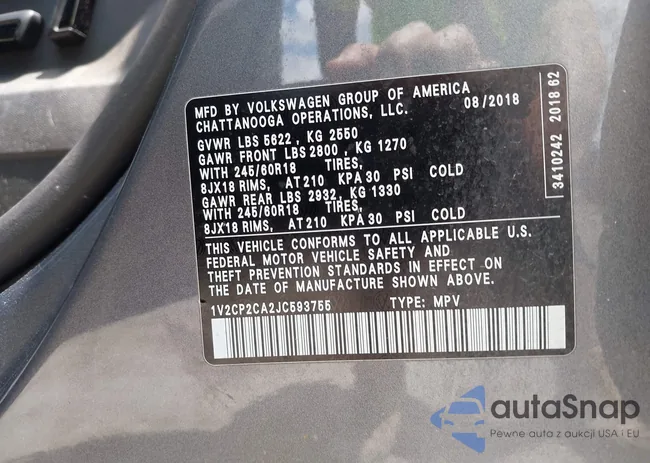 MFD BY VOLKSWAGEN GROUP OF AMERICA
CHATTANOOGA OPERATIONS, LLC. 08/2018
GVWR LBS 5622 , KG 2550
GAWR FRONT LBS 2800 , KG 1270
WITH 245/60R18 TIRES,
8JX18 RIMS, AT 210 KPA 30 PSI COLD
GAWR REAR LBS 2932, KG 1330
WITH 245/60R18 TIRES,
8JX18 RIMS, AT 210 KPA 30 PSI COLD
THIS VEHICLE CONFORMS TO ALL APPLICABLE U.S.
FEDERAL MOTOR VEHICLE SAFETY AND
THEFT PREVENTION STANDARDS IN EFFECT ON
THE DATE OF MANUFACTURE SHOWN ABOVE.
1V2CP2CA2JC593755 TYPE: MPV
3410242 2018 62
autoSnap
Pewne auta z aukcji USA i EU